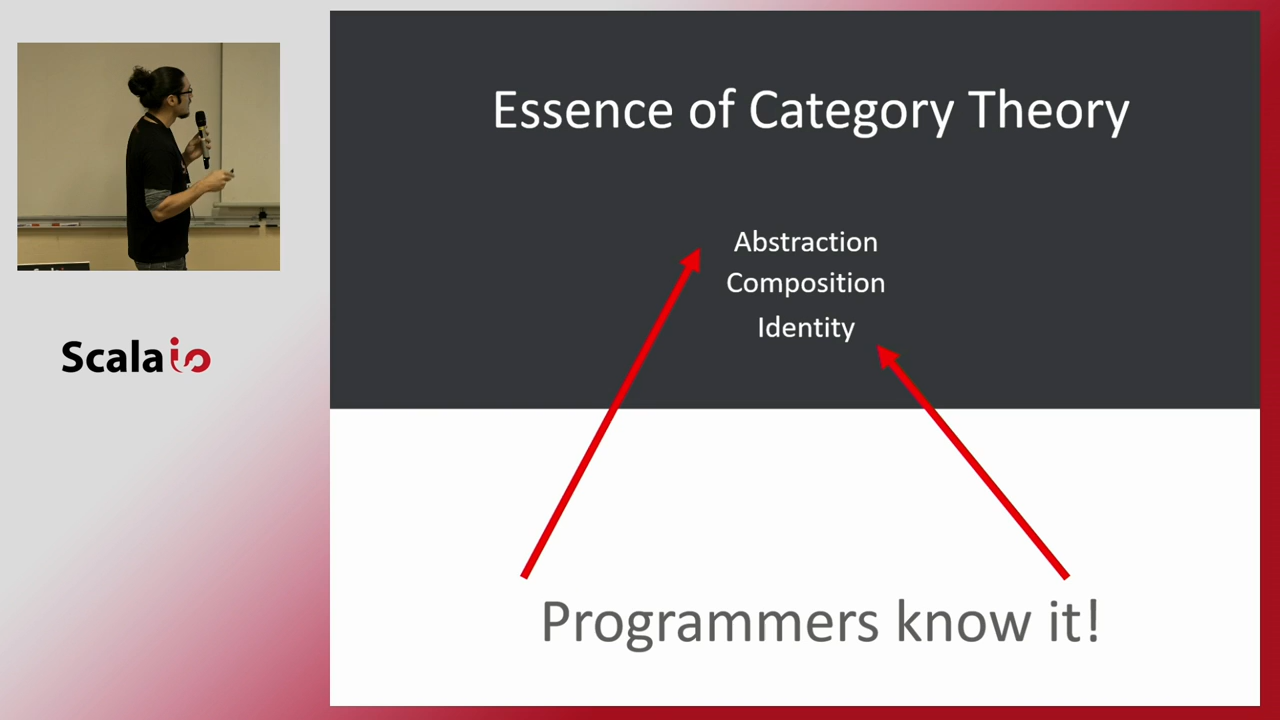 Essence of Category Theory
Abstraction
Composition
Identity
Programmers know it!
Scalaio